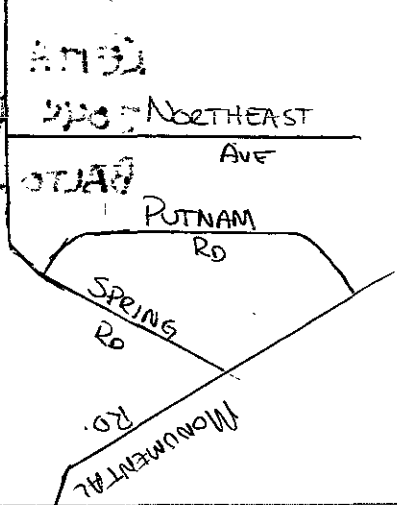 NORTHEAST
AVE
PUTNAM
RD
SPRING
RD
RD.
MONUMENTAL